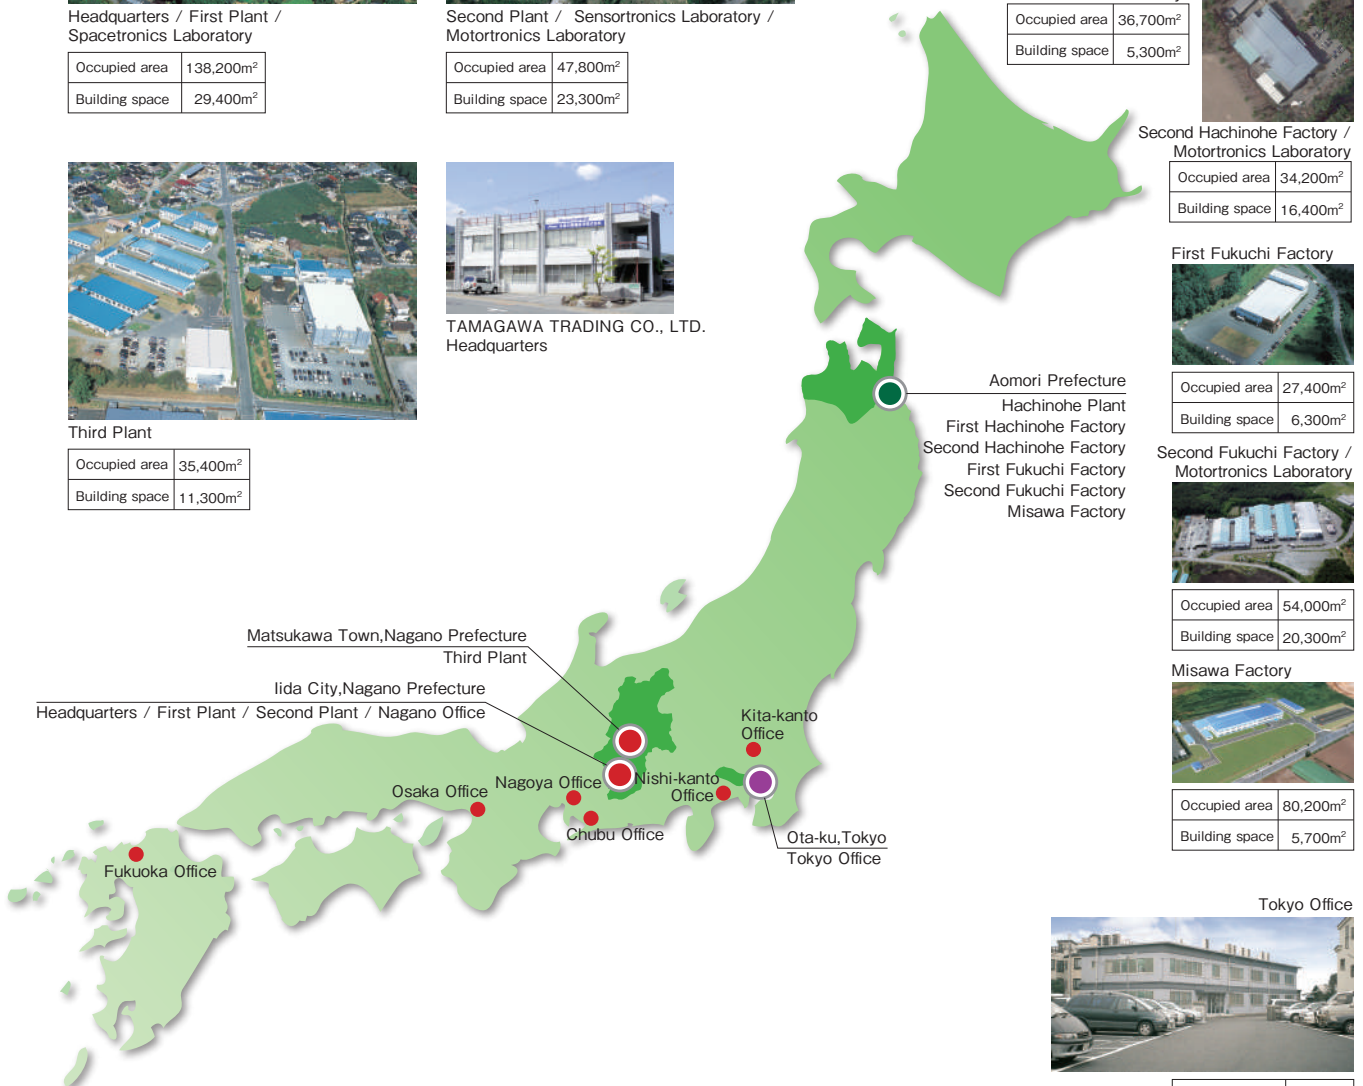 Headquarters / First Plant /
Spacetronics Laboratory
Occupied area 138,200m²
Building space 29,400m²
Second Plant / Sensortronics Laboratory /
Motortronics Laboratory
Occupied area 47,800m²
Building space 23,300m²
Occupied area 36,700m²
Building space 5,300m²
Second Hachinohe Factory /
Motortronics Laboratory
Occupied area 34,200m²
Building space 16,400m²
First Fukuchi Factory
Occupied area 27,400m²
Building space 6,300m²
Second Fukuchi Factory /
Motortronics Laboratory
Occupied area 54,000m²
Building space 20,300m²
Misawa Factory
Occupied area 80,200m²
Building space 5,700m²
Tokyo Office
TAMAGAWA TRADING CO., LTD.
Headquarters
Third Plant
Occupied area 35,400m²
Building space 11,300m²
Aomori Prefecture
Hachinohe Plant
First Hachinohe Factory
Second Hachinohe Factory
First Fukuchi Factory
Second Fukuchi Factory
Misawa Factory
Matsukawa Town,Nagano Prefecture
Third Plant
Iida City,Nagano Prefecture
Headquarters / First Plant / Second Plant / Nagano Office
Kita-kanto
Office
Nishi-kanto
Office
Nagoya Office
Osaka Office
Chubu Office
Ota-ku,Tokyo
Tokyo Office
Fukuoka Office